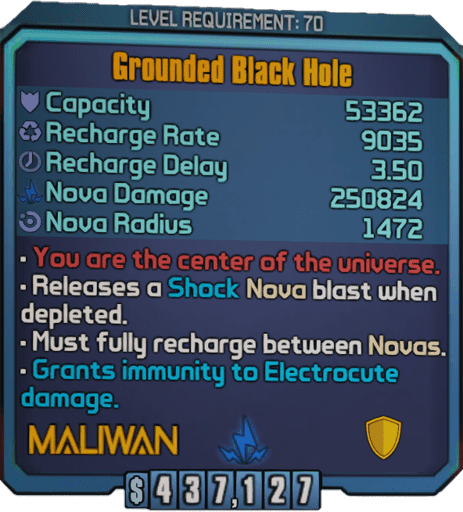 LEVEL REQUIREMENT: 70
Grounded Black Hole
Capacity 53362
Recharge Rate 9035
Recharge Delay 3.50
Nova Damage 250824
Nova Radius 1472
• You are the center of the universe.
• Releases a Shock Nova blast when
depleted.
• Must fully recharge between Novas.
• Grants immunity to Electrocute
damage.
MALIWAN
$ 437,127